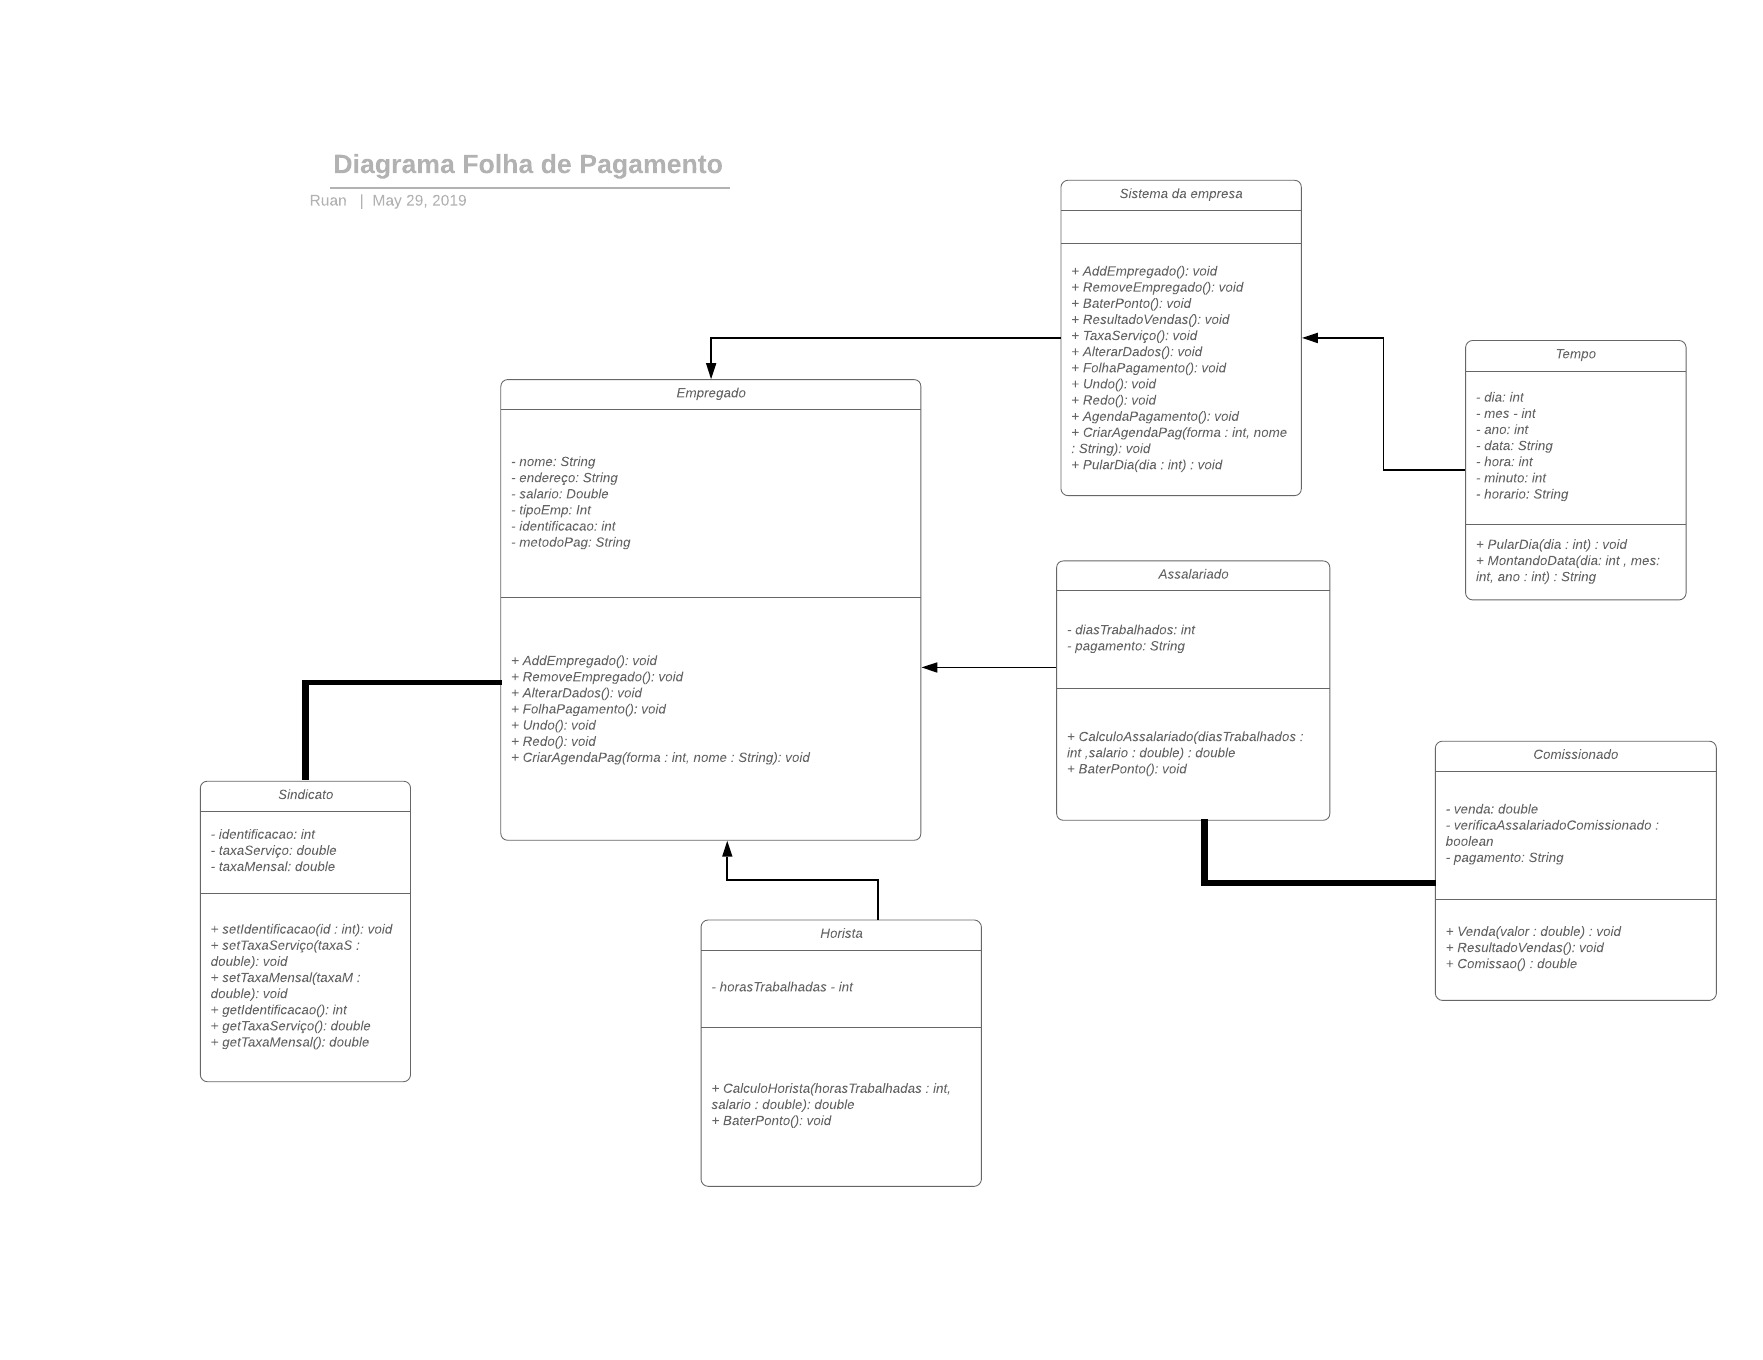 Diagrama Folha de Pagamento
Ruan | May 29, 2019
Sistema da empresa
+ AddEmpregado(): void
+ RemoveEmpregado(): void
+ BaterPonto(): void
+ ResultadoVendas(): void
+ TaxaServiço(): void
+ AlterarDados(): void
+ FolhaPagamento(): void
+ Undo(): void
+ Redo(): void
+ AgendaPagamento(): void
+ CriarAgendaPag(forma : int, nome
: String): void
+ PularDia(dia : int) : void
Tempo
- dia: int
- mes - int
- ano: int
- data: String
- hora: int
- minuto: int
- horario: String
+ PularDia(dia : int) : void
+ MontandoData(dia: int , mes:
int, ano : int) : String
Empregado
- nome: String
- endereço: String
- salario: Double
- tipoEmp: Int
- identificacao: int
- metodoPag: String
+ AddEmpregado(): void
+ RemoveEmpregado(): void
+ AlterarDados(): void
+ FolhaPagamento(): void
+ Undo(): void
+ Redo(): void
+ CriarAgendaPag(forma : int, nome : String): void
Assalariado
- diasTrabalhados: int
- pagamento: String
+ CalculoAssalariado(diasTrabalhados :
int ,salario : double) : double
+ BaterPonto(): void
Comissionado
- venda: double
- verificaAssalariadoComissionado :
boolean
- pagamento: String
+ Venda(valor : double) : void
+ ResultadoVendas(): void
+ Comissao() : double
Sindicato
- identificacao: int
- taxaServiço: double
- taxaMensal: double
+ setIdentificacao(id : int): void
+ setTaxaServiço(taxaS :
double): void
+ setTaxaMensal(taxaM :
double): void
+ getIdentificacao(): int
+ getTaxaServiço(): double
+ getTaxaMensal(): double
Horista
- horasTrabalhadas - int
+ CalculoHorista(horasTrabalhadas : int,
salario : double): double
+ BaterPonto(): void